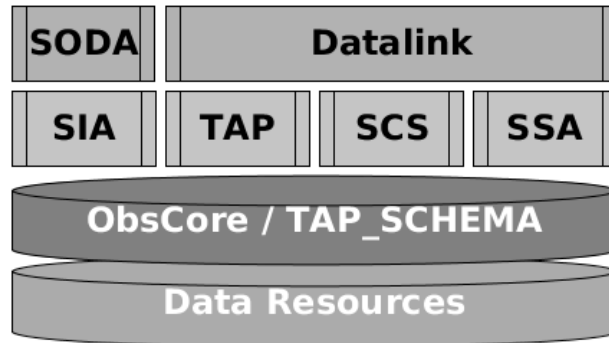 SODA Datalink
SIA TAP SCS SSA
ObsCore / TAP_SCHEMA
Data Resources